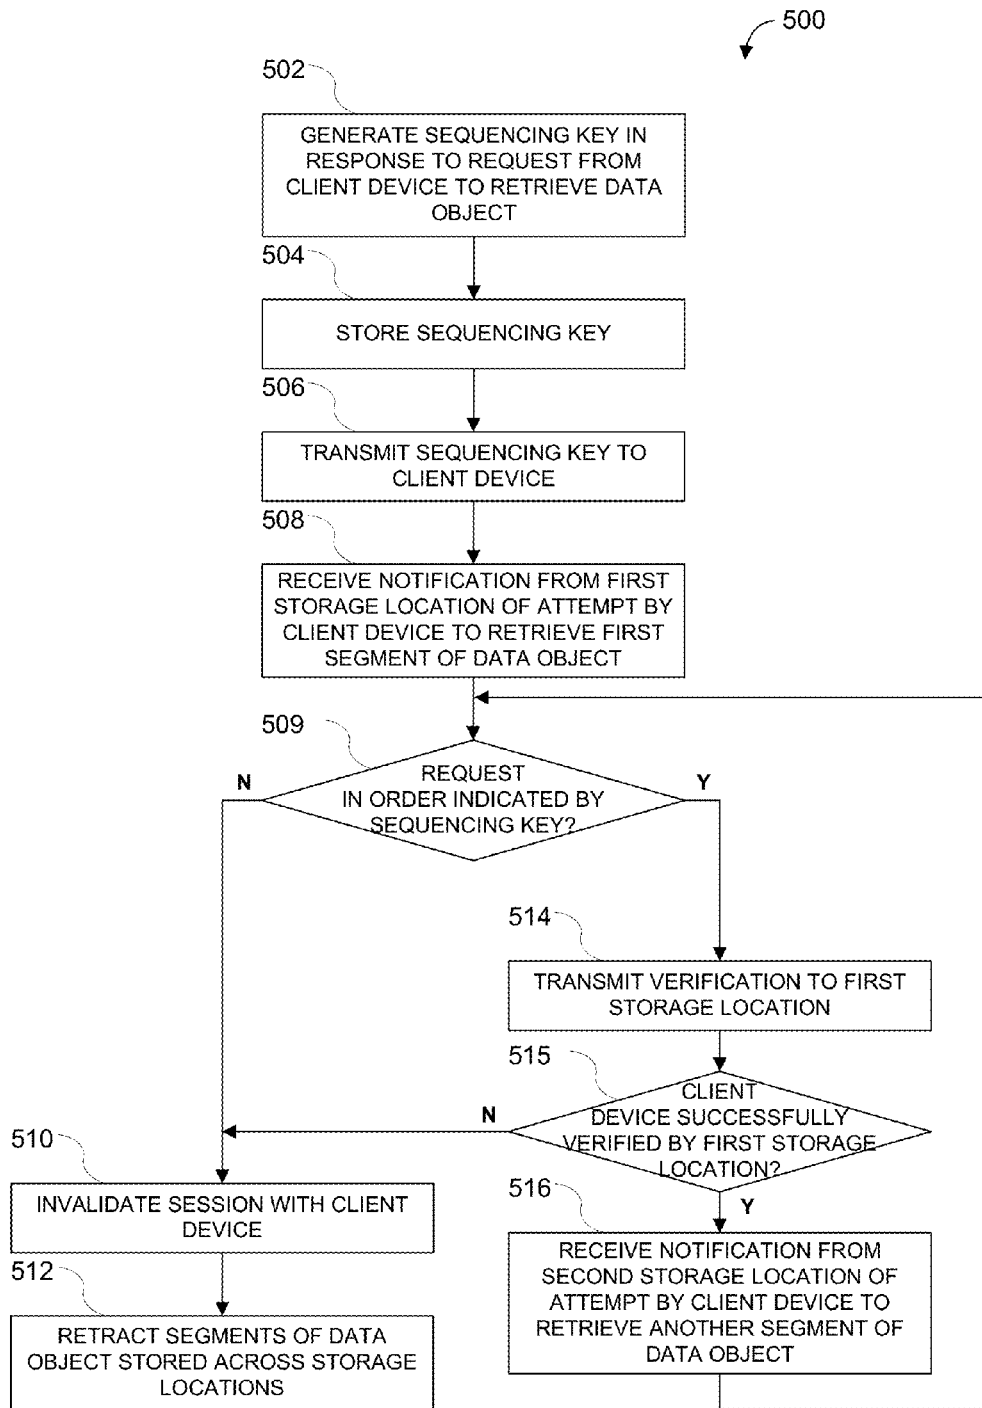 500
502
GENERATE SEQUENCING KEY IN
RESPONSE TO REQUEST FROM
CLIENT DEVICE TO RETRIEVE DATA
OBJECT
504
STORE SEQUENCING KEY
506
TRANSMIT SEQUENCING KEY TO
CLIENT DEVICE
508
RECEIVE NOTIFICATION FROM FIRST
STORAGE LOCATION OF ATTEMPT BY
CLIENT DEVICE TO RETRIEVE FIRST
SEGMENT OF DATA OBJECT
509
N
REQUEST
IN ORDER INDICATED BY
SEQUENCING KEY?
Y
514
TRANSMIT VERIFICATION TO FIRST
STORAGE LOCATION
515
N
CLIENT
DEVICE SUCCESSFULLY
VERIFIED BY FIRST STORAGE
LOCATION?
Y
510
INVALIDATE SESSION WITH CLIENT
DEVICE
516
RECEIVE NOTIFICATION FROM
SECOND STORAGE LOCATION OF
ATTEMPT BY CLIENT DEVICE TO
RETRIEVE ANOTHER SEGMENT OF
DATA OBJECT
512
RETRACT SEGMENTS OF DATA
OBJECT STORED ACROSS STORAGE
LOCATIONS